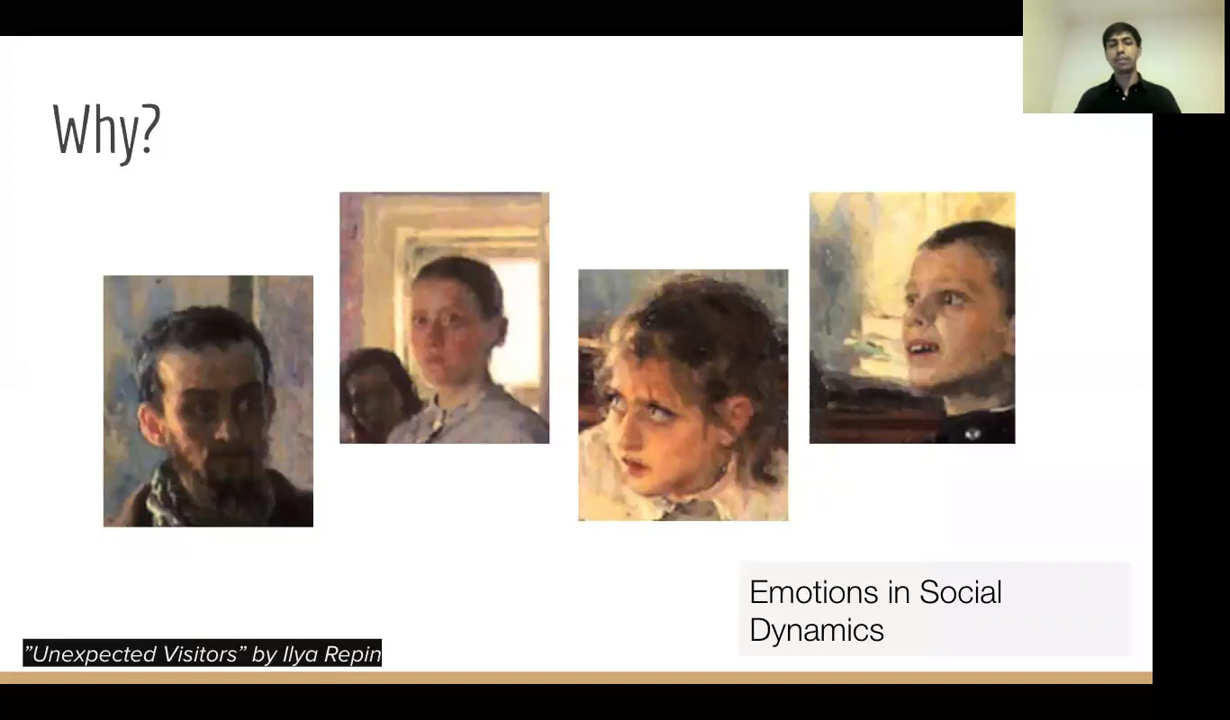 Why?
Emotions in Social
Dynamics
"Unexpected Visitors" by Ilya Repin